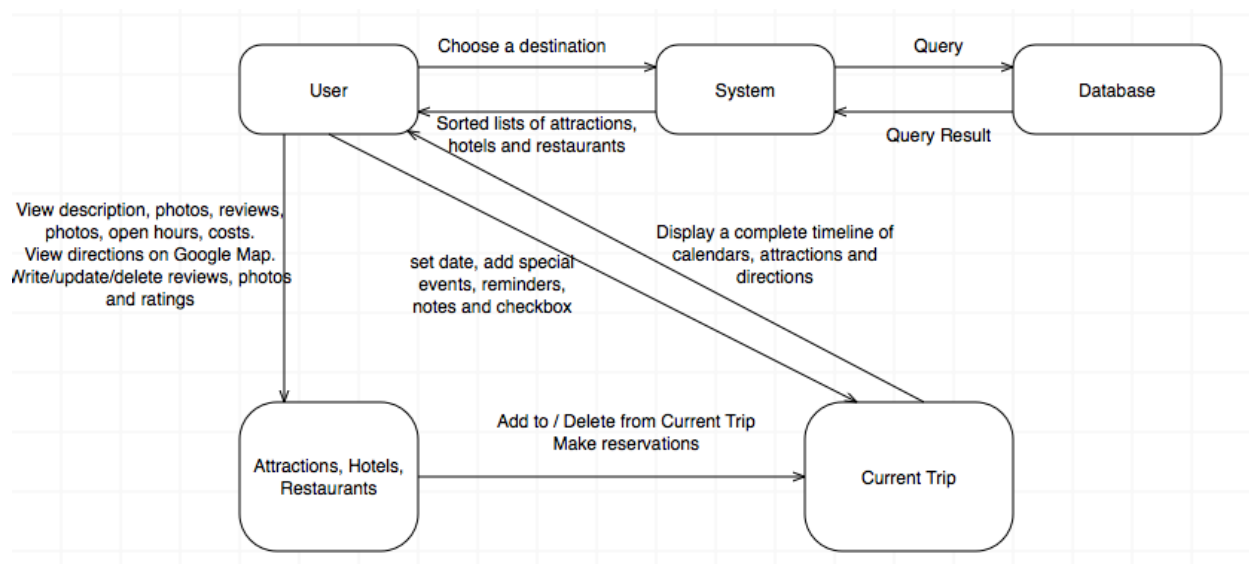 Choose a destination
Query
User
System
Database
Sorted lists of attractions,
hotels and restaurants
Query Result
View description, photos, reviews,
photos, open hours, costs.
View directions on Google Map.
Write/update/delete reviews, photos
and ratings
set date, add special
events, reminders,
notes and checkbox
Display a complete timeline of
calendars, attractions and
directions
Add to / Delete from Current Trip
Make reservations
Attractions, Hotels,
Restaurants
Current Trip